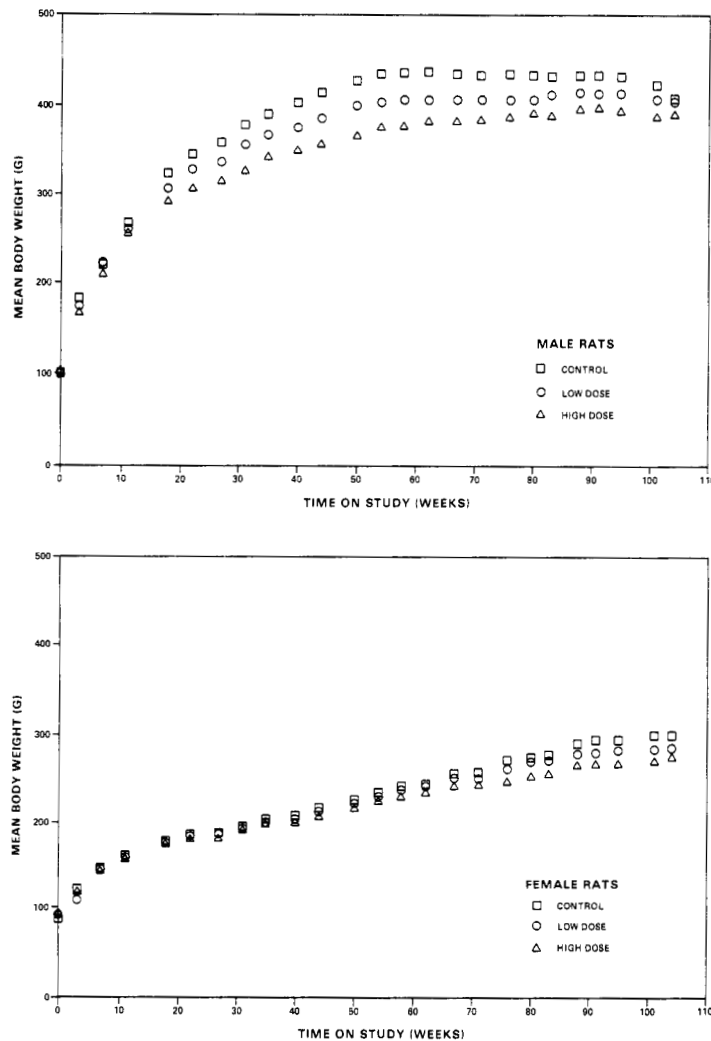 500
400
300
200
100
0
MEAN BODY WEIGHT (G)
MALE RATS
CONTROL
LOW DOSE
HIGH DOSE
0 10 20 30 40 50 60 70 80 90 100 110
TIME ON STUDY (WEEKS)
500
400
300
200
100
0
MEAN BODY WEIGHT (G)
FEMALE RATS
CONTROL
LOW DOSE
HIGH DOSE
0 10 20 30 40 50 60 70 80 90 100 110
TIME ON STUDY (WEEKS)